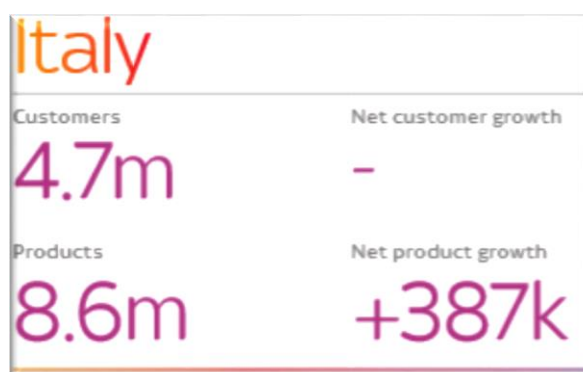 Italy
Customers
Net customer growth
4.7m
-
Products
Net product growth
8.6m
+387k